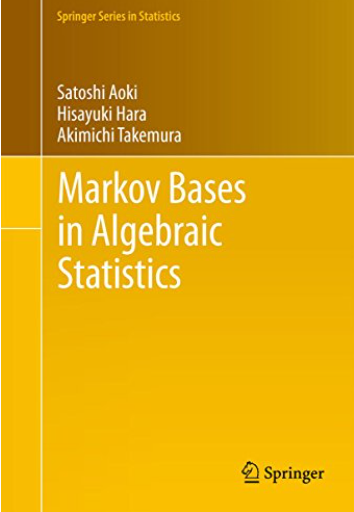 Springer Series in Statistics
Satoshi Aoki
Hisayuki Hara
Akimichi Takemura
Markov Bases
in Algebraic
Statistics
Springer